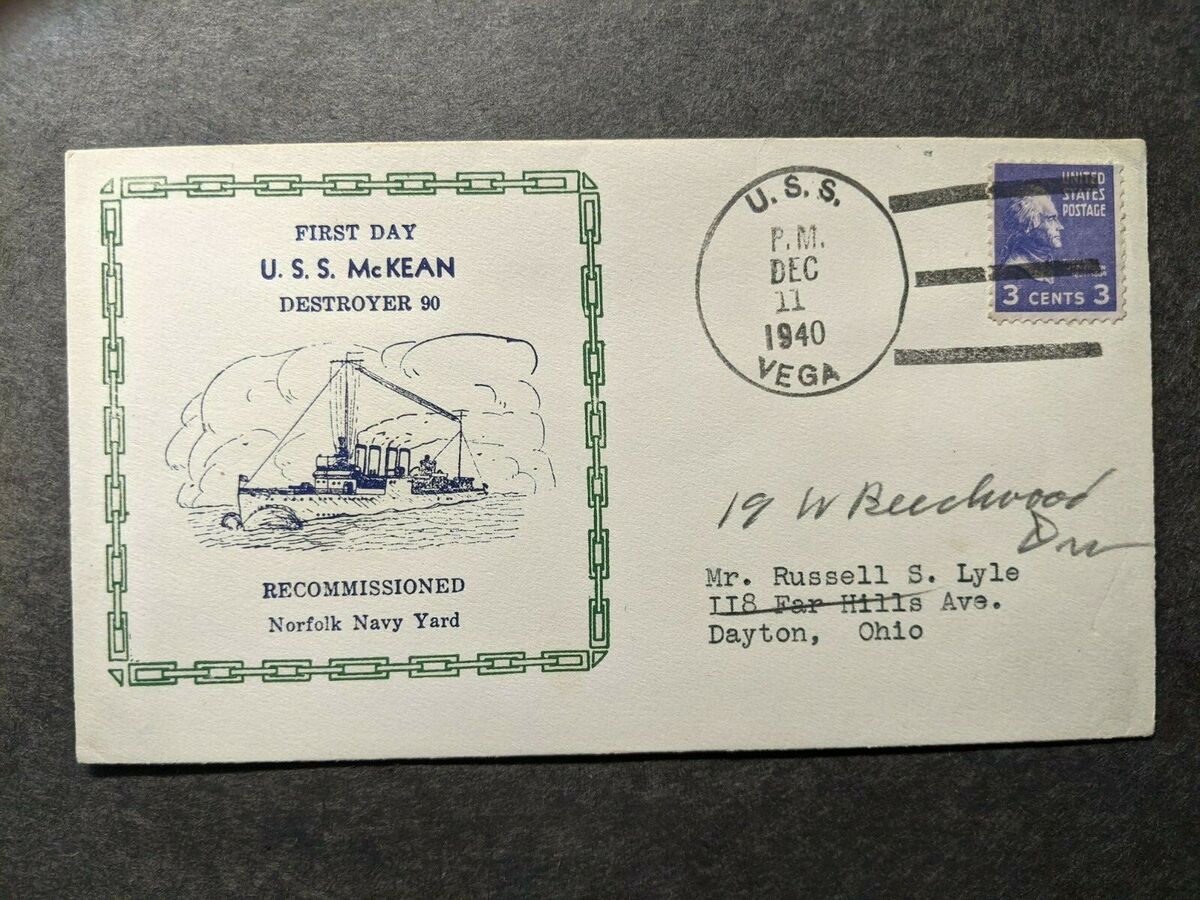 FIRST DAY
U. S. S. McKEAN
DESTROYER 90
RECOMMISSIONED
Norfolk Navy Yard
U.S.S.
P.M.
DEC
11
1940
VEGA
UNITED
STATES
POSTAGE
3 CENTS 3
19 W Beechwood
Mr. Russell S. Lyle
118 Far Hills Ave.
Dayton, Ohio